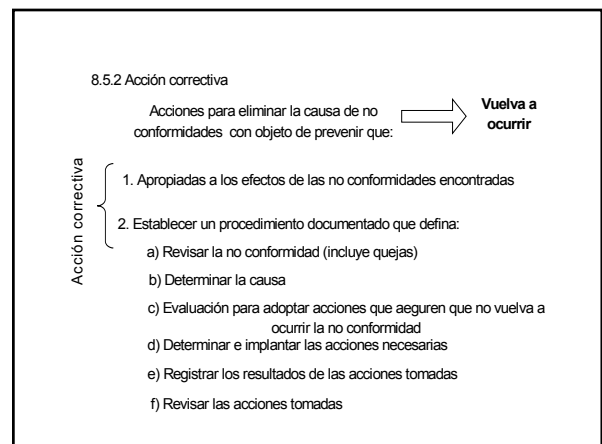 8.5.2 Acción correctiva
Acciones para eliminar la causa de no
conformidades con objeto de prevenir que:
Vuelva a
ocurrir
Acción correctiva
1. Apropiadas a los efectos de las no conformidades encontradas
2. Establecer un procedimiento documentado que defina:
a) Revisar la no conformidad (incluye quejas)
b) Determinar la causa
c) Evaluación para adoptar acciones que aeguren que no vuelva a
ocurrir la no conformidad
d) Determinar e implantar las acciones necesarias
e) Registrar los resultados de las acciones tomadas
f) Revisar las acciones tomadas